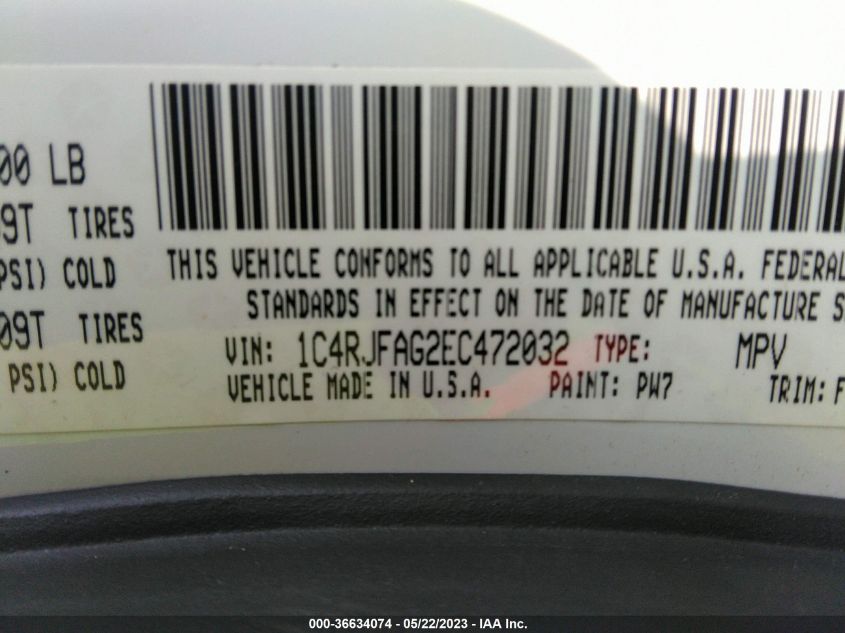 00 LB
09T TIRES
PSI) COLD
09T TIRES
PSI) COLD
THIS VEHICLE CONFORMS TO ALL APPLICABLE U.S.A. FEDERAL
STANDARDS IN EFFECT ON THE DATE OF MANUFACTURE S
VIN: 1C4RJFAG2EC472032 TYPE: MPV
VEHICLE MADE IN U.S.A. PAINT: PW7 TRIM: F
000-36634074 - 05/22/2023 - IAA Inc.